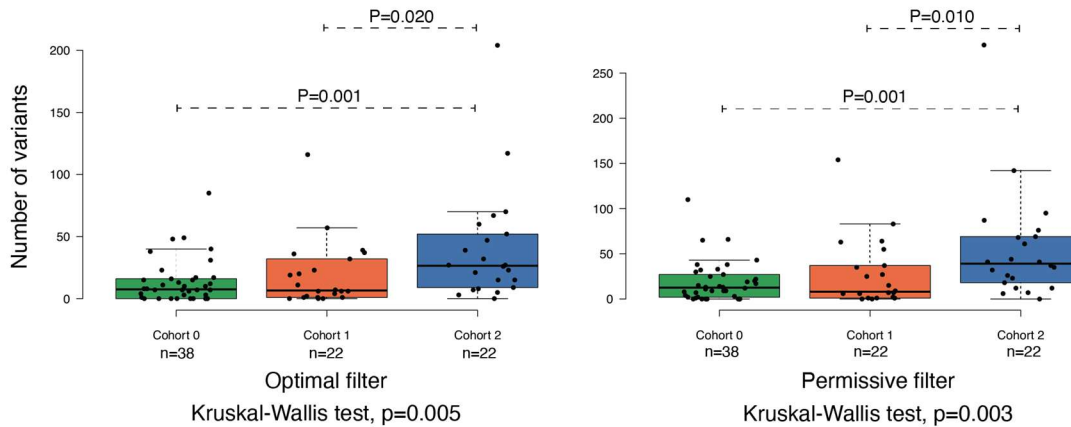 P=0.020
P=0.001
Number of variants
200
150
100
50
0
Cohort 0
n=38
Cohort 1
n=22
Cohort 2
n=22
Optimal filter
Kruskal-Wallis test, p=0.005
P=0.010
P=0.001
250
200
150
100
50
0
Cohort 0
n=38
Cohort 1
n=22
Cohort 2
n=22
Permissive filter
Kruskal-Wallis test, p=0.003